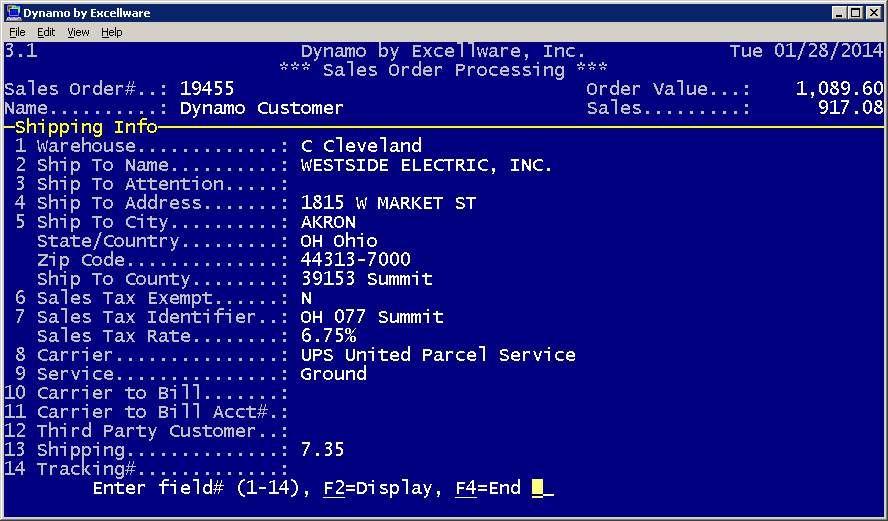 Dynamo by Excellware
File Edit View Help
3.1 Dynamo by Excellware, Inc. Tue 01/28/2014
*** Sales Order Processing ***
Sales Order#..: 19455 Order Value...: 1,089.60
Name..........: Dynamo Customer Sales.........: 917.08
Shipping Info
1 Warehouse.............: C Cleveland
2 Ship To Name..........: WESTSIDE ELECTRIC, INC.
3 Ship To Attention.....:
4 Ship To Address.......: 1815 W MARKET ST
5 Ship To City..........: AKRON
State/Country.........: OH Ohio
Zip Code..............: 44313-7000
Ship To County........: 39153 Summit
6 Sales Tax Exempt......: N
7 Sales Tax Identifier..: OH 077 Summit
Sales Tax Rate........: 6.75%
8 Carrier...............: UPS United Parcel Service
9 Service...............: Ground
10 Carrier to Bill.......:
11 Carrier to Bill Acct#.:
12 Third Party Customer..:
13 Shipping..............: 7.35
14 Tracking#.............:
Enter field# (1-14), F2=Display, F4=End